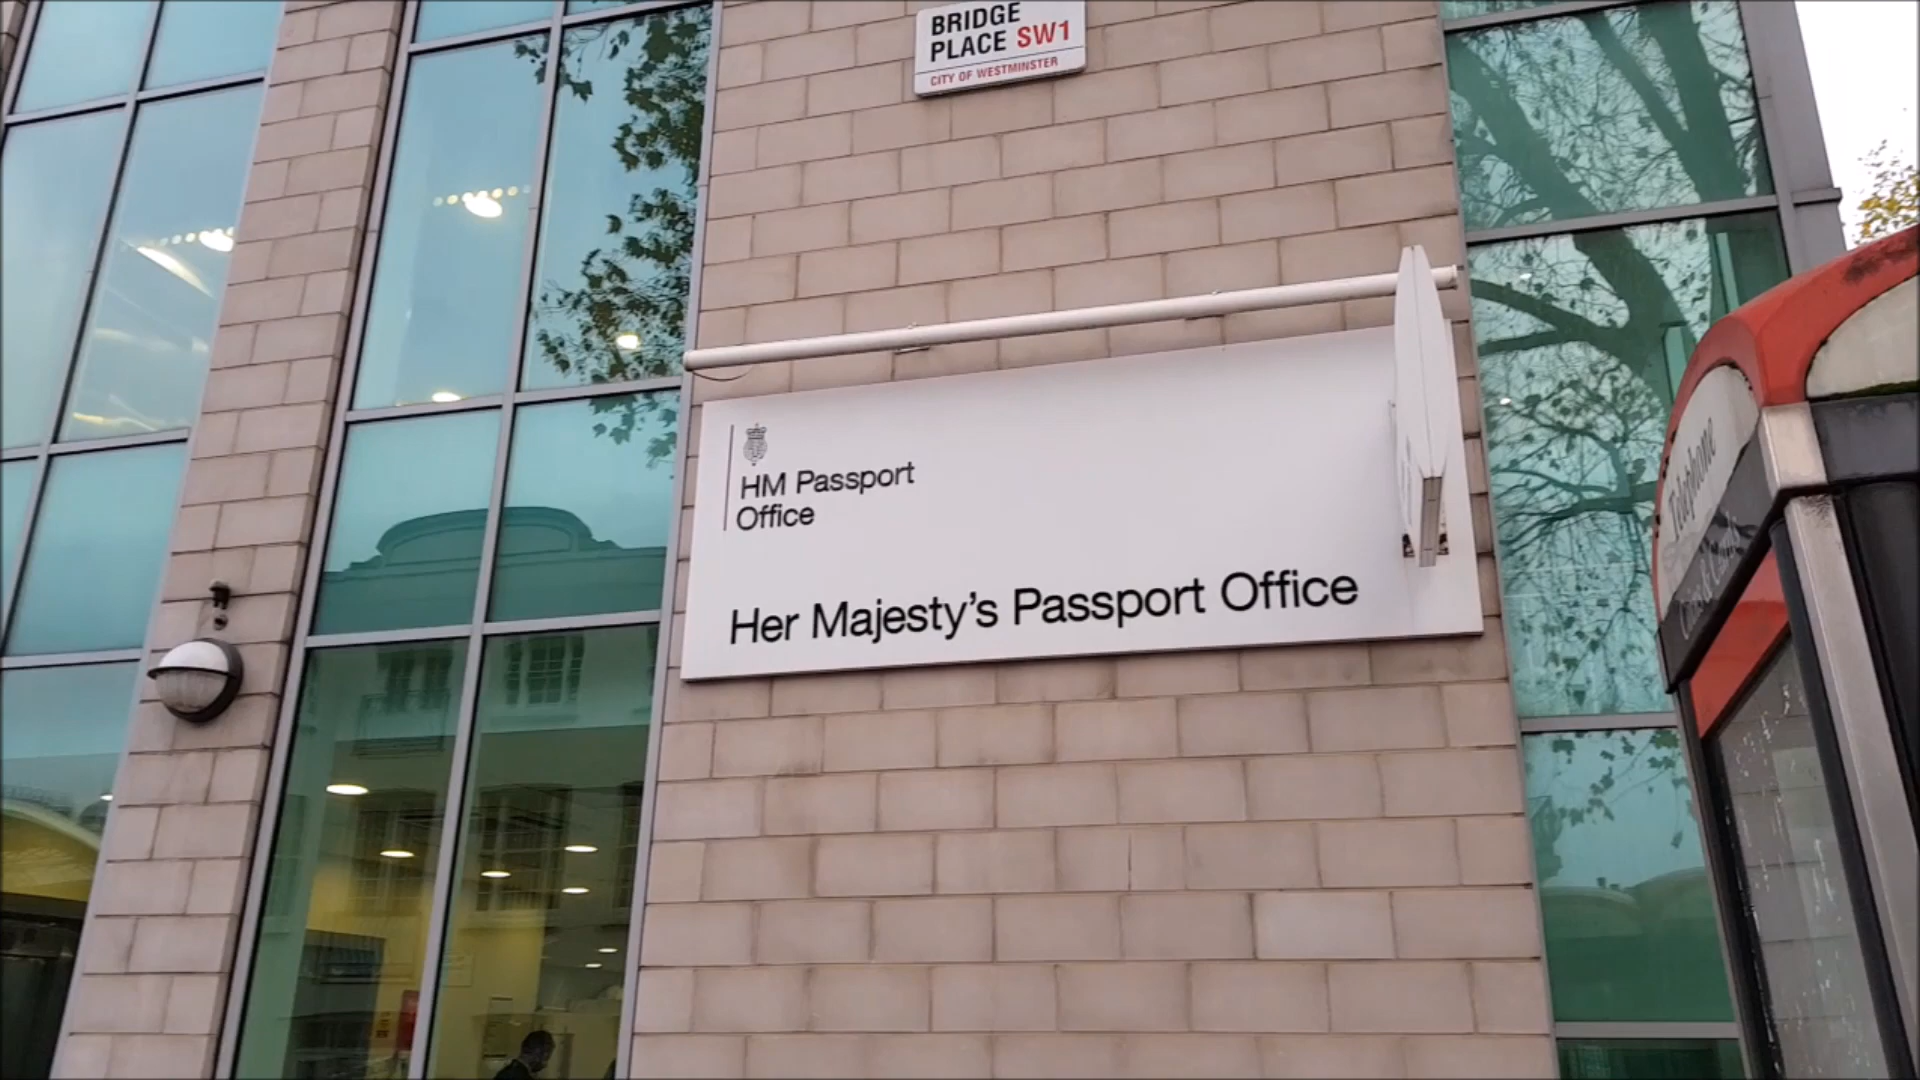 BRIDGE
PLACE SW1
CITY OF WESTMINSTER
HM Passport
Office
Her Majesty's Passport Office
Telephone